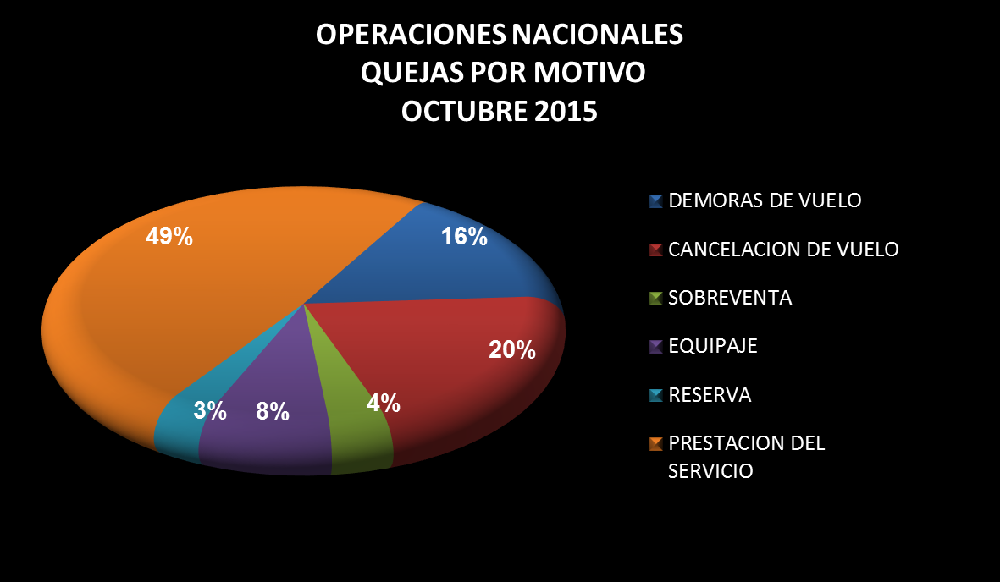 OPERACIONES NACIONALES
QUEJAS POR MOTIVO
OCTUBRE 2015
49%
16%
20%
4%
8%
3%
DEMORAS DE VUELO
CANCELACION DE VUELO
SOBREVENTA
EQUIPAJE
RESERVA
PRESTACION DEL
SERVICIO